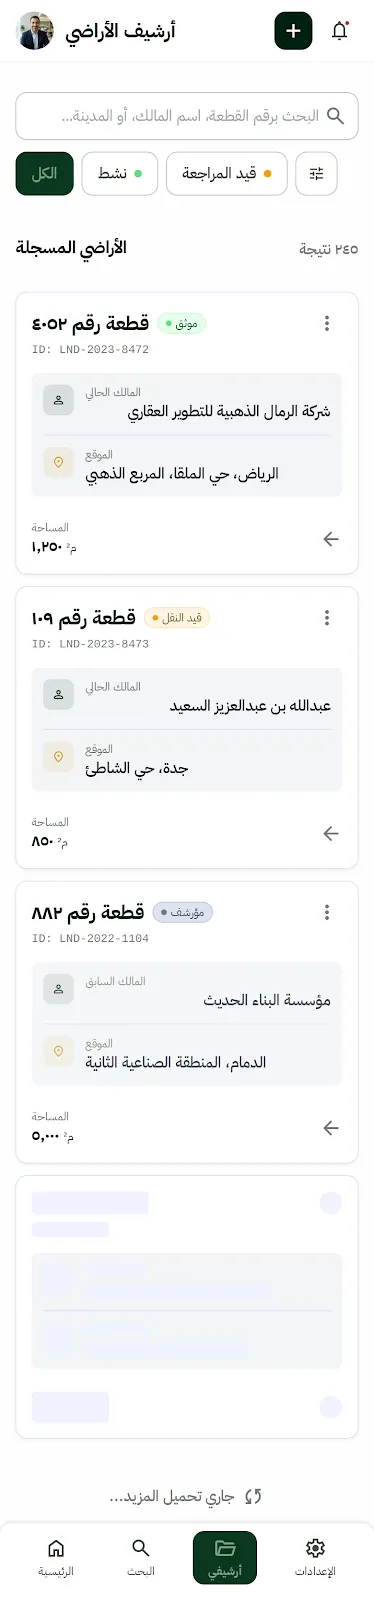 أرشيف الأراضي
البحث برقم القطعة، اسم المالك، أو المدينة...
الكل
نشط
قيد المراجعة
الأراضي المسجلة
٢٤٥ نتيجة
قطعة رقم ٤٠٥٢
موثق
ID: LND-2023-8472
المالك الحالي
شركة الرمال الذهبية للتطوير العقاري
الموقع
الرياض، حي الملقا، المربع الذهبي
المساحة
١,٢٥٠ م²
قطعة رقم ١٠٩
قيد النقل
ID: LND-2023-8473
المالك الحالي
عبدالله بن عبدالعزيز السعيد
الموقع
جدة، حي الشاطئ
المساحة
٨٥٠ م²
قطعة رقم ٨٨٢
مؤرشف
ID: LND-2022-1104
المالك السابق
مؤسسة البناء الحديث
الموقع
الدمام، المنطقة الصناعية الثانية
المساحة
٥,٠٠٠ م²
جاري تحميل المزيد...
الرئيسية
البحث
أرشيفي
الإعدادات